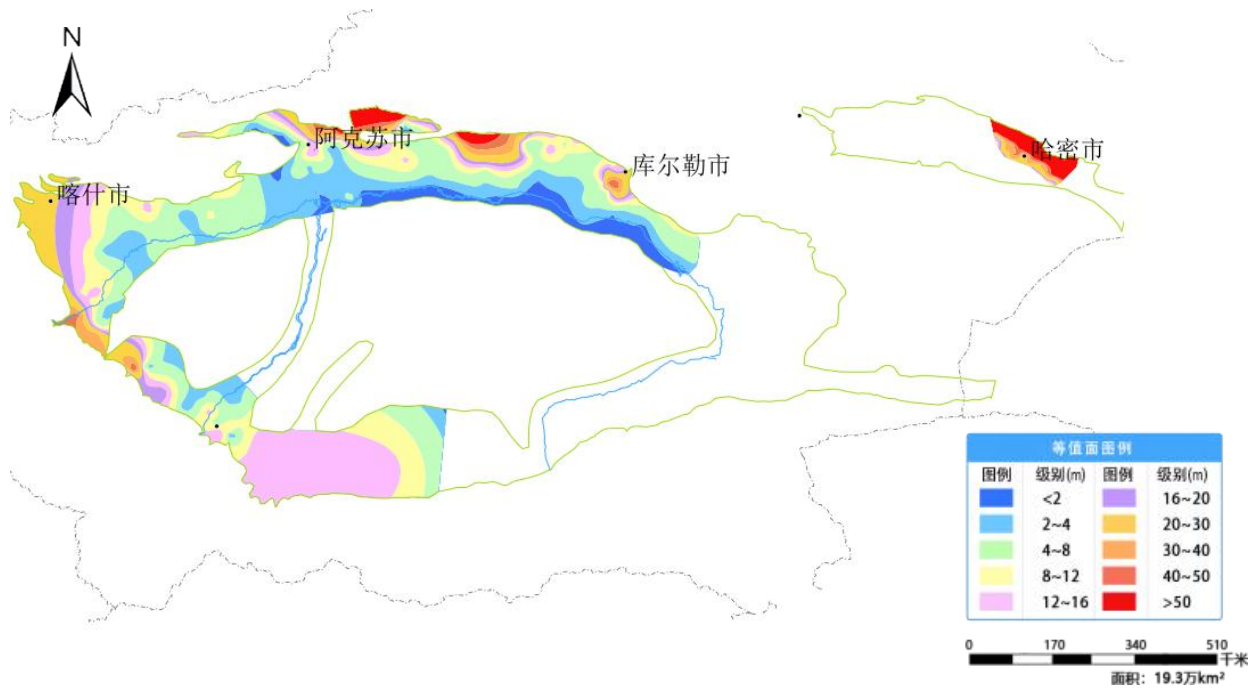 N
阿克苏市
哈密市
库尔勒市
喀什市
等值面图例
图例 级别(m) 图例 级别(m)
<2 16~20
2~4 20~30
4~8 30~40
8~12 40~50
12~16 >50
0 170 340 510
千米
面积：19.3万km²